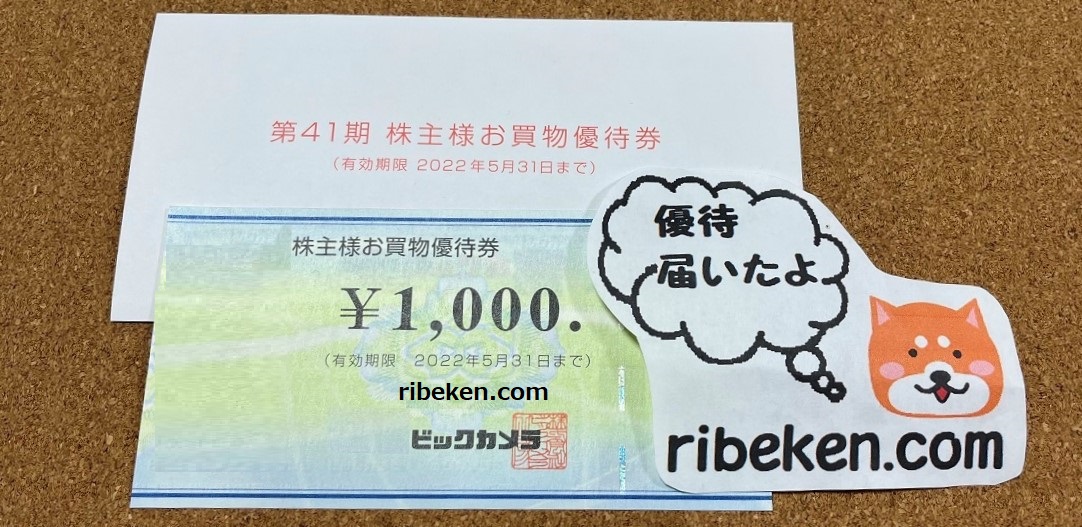 第41期 株主様お買物優待券
(有効期限 2022年5月31日まで)
株主様お買物優待券
￥1,000.
(有効期限 2022年5月31日まで)
ribeken.com
ビックカメラ
優待
届いたよ
ribeken.com